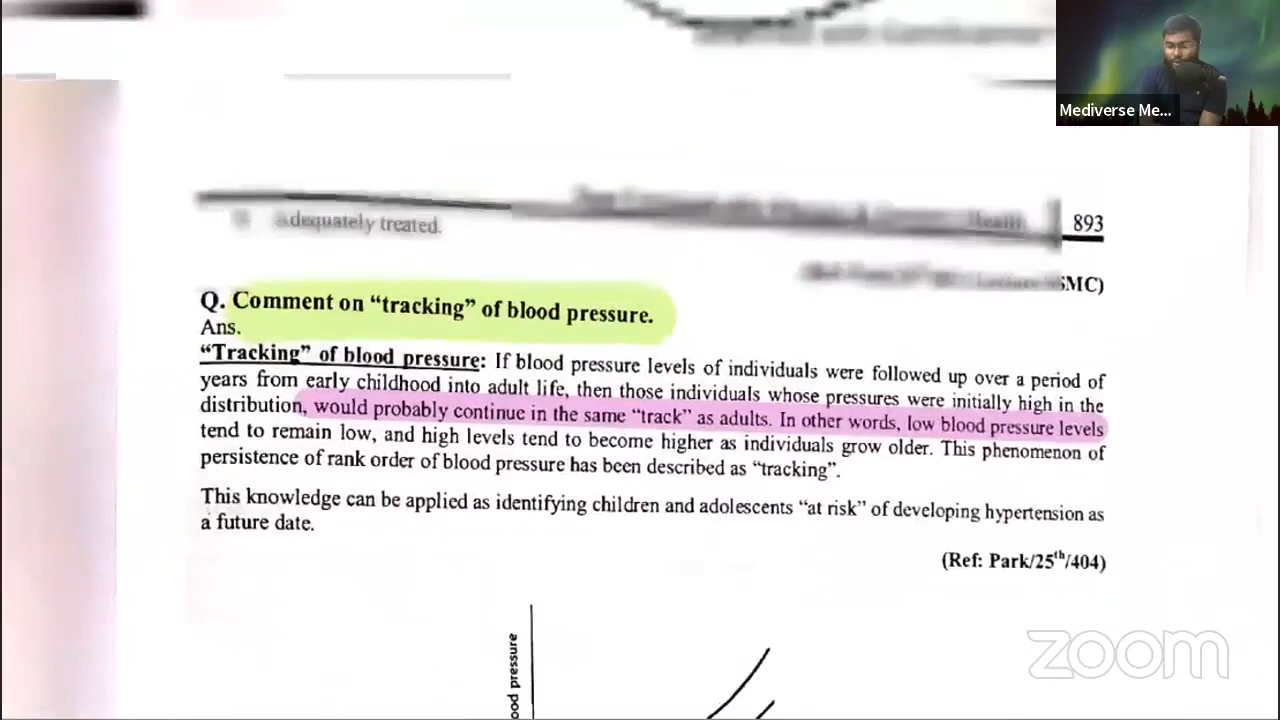 Mediverse Me...
Adequately treated.
Health
893
SMC)
Q. Comment on “tracking” of blood pressure.
Ans.
“Tracking” of blood pressure: If blood pressure levels of individuals were followed up over a period of
years from early childhood into adult life, then those individuals whose pressures were initially high in the
distribution, would probably continue in the same “track” as adults. In other words, low blood pressure levels
tend to remain low, and high levels tend to become higher as individuals grow older. This phenomenon of
persistence of rank order of blood pressure has been described as “tracking”.
This knowledge can be applied as identifying children and adolescents “at risk” of developing hypertension as
a future date.
(Ref: Park/25th/404)
ood pressure
zoom